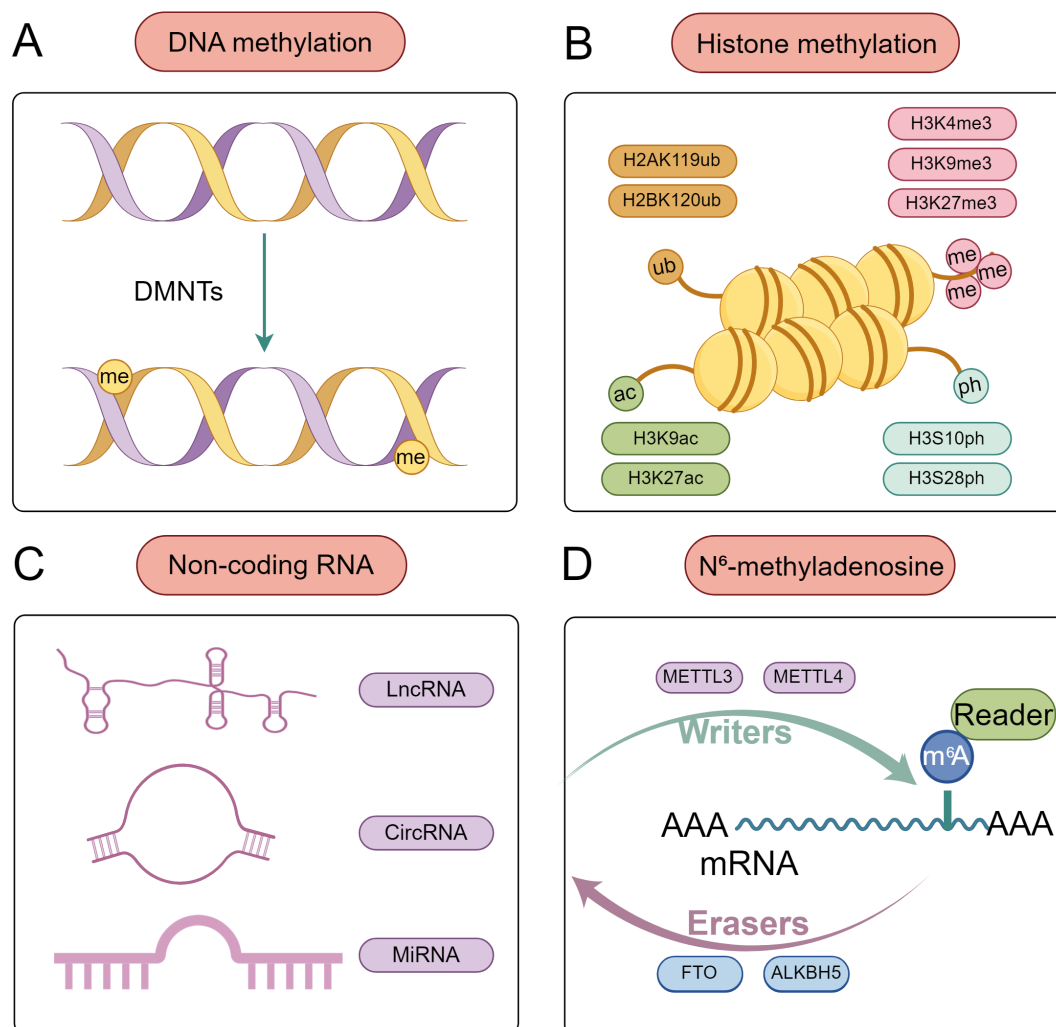 A
DNA methylation
DMNTs
me
me
B
Histone methylation
H2AK119ub
H2BK120ub
H3K4me3
H3K9me3
H3K27me3
ub
me
me
me
ac
ph
H3K9ac
H3K27ac
H3S10ph
H3S28ph
C
Non-coding RNA
LncRNA
CircRNA
MiRNA
D
N⁶-methyladenosine
METTL3
METTL4
Writers
Reader
m⁶A
AAA
AAA
mRNA
Erasers
FTO
ALKBH5